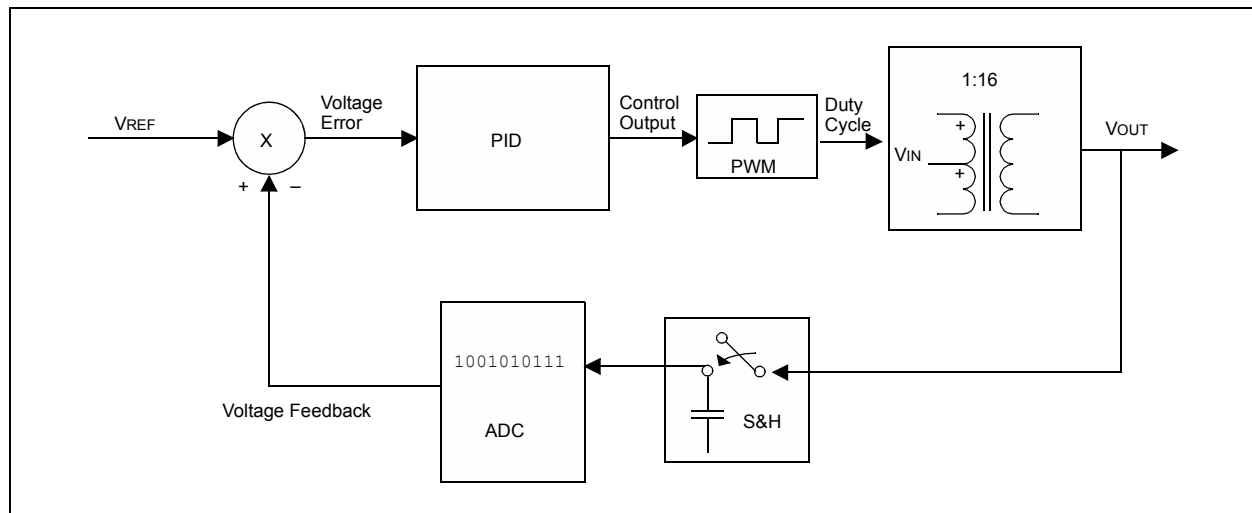 VREF
X
+ –
Voltage
Error
PID
Control
Output
PWM
Duty
Cycle
1:16
+
VIN
+
VOUT
S&H
1001010111
ADC
Voltage Feedback